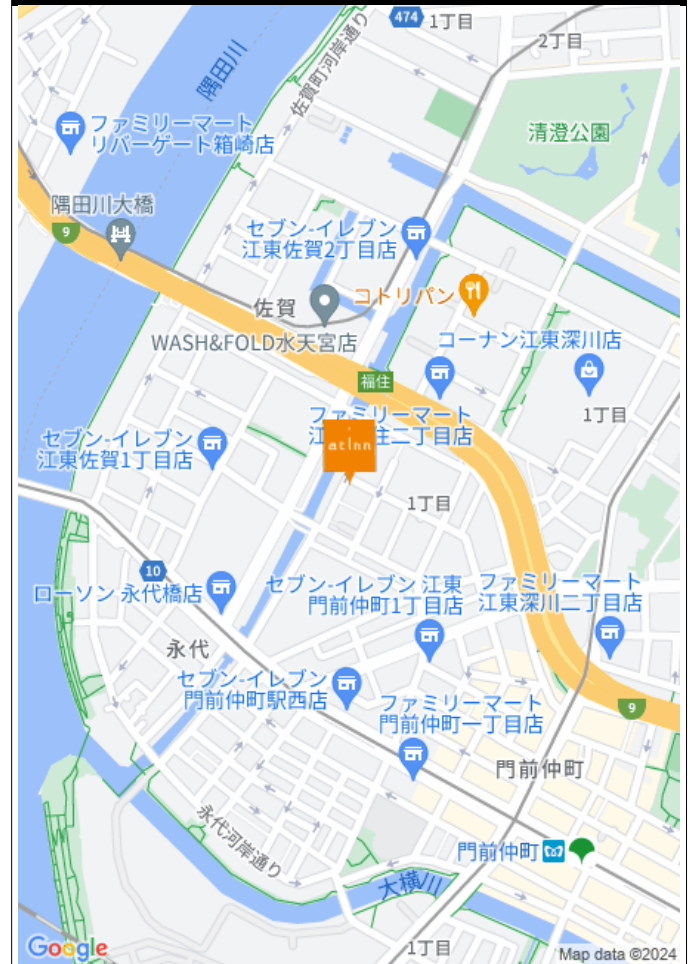 474
1丁目
2丁目
隅田川
佐賀町河岸通り
ファミリーマート
リバーゲート箱崎店
清澄公園
隅田川大橋
9
セブン-イレブン
江東佐賀2丁目店
コトリパン
佐賀
WASH&FOLD水天宮店
コーナン江東深川店
福住
ファミリーマート
江
住二丁目店
at Inn
1丁目
セブン-イレブン
江東佐賀1丁目店
1丁目
10
ローソン 永代橋店
セブン-イレブン 江東
門前仲町1丁目店
ファミリーマート
江東深川二丁目店
永代
セブン-イレブン
門前仲町駅西店
ファミリーマート
門前仲町一丁目店
9
門前仲町
永代河岸通り
門前仲町
大横川
Google
1丁目
Map data ©2024